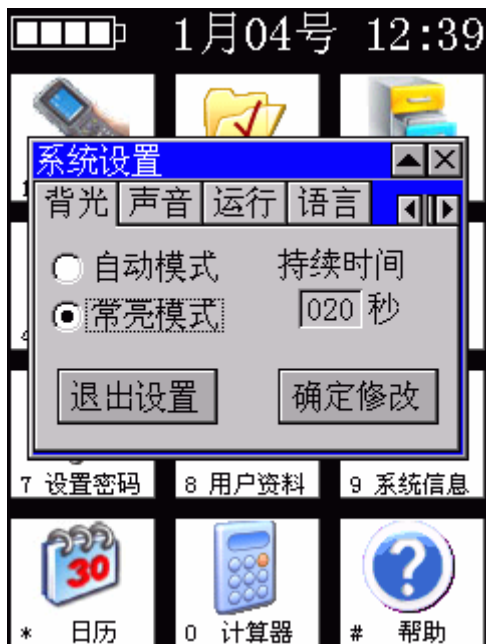 1月04号 12:39
系统设置
背光 声音 运行 语言
自动模式 持续时间
常亮模式 020 秒
退出设置 确定修改
7 设置密码 8 用户资料 9 系统信息
30
* 日历 0 计算器 # 帮助